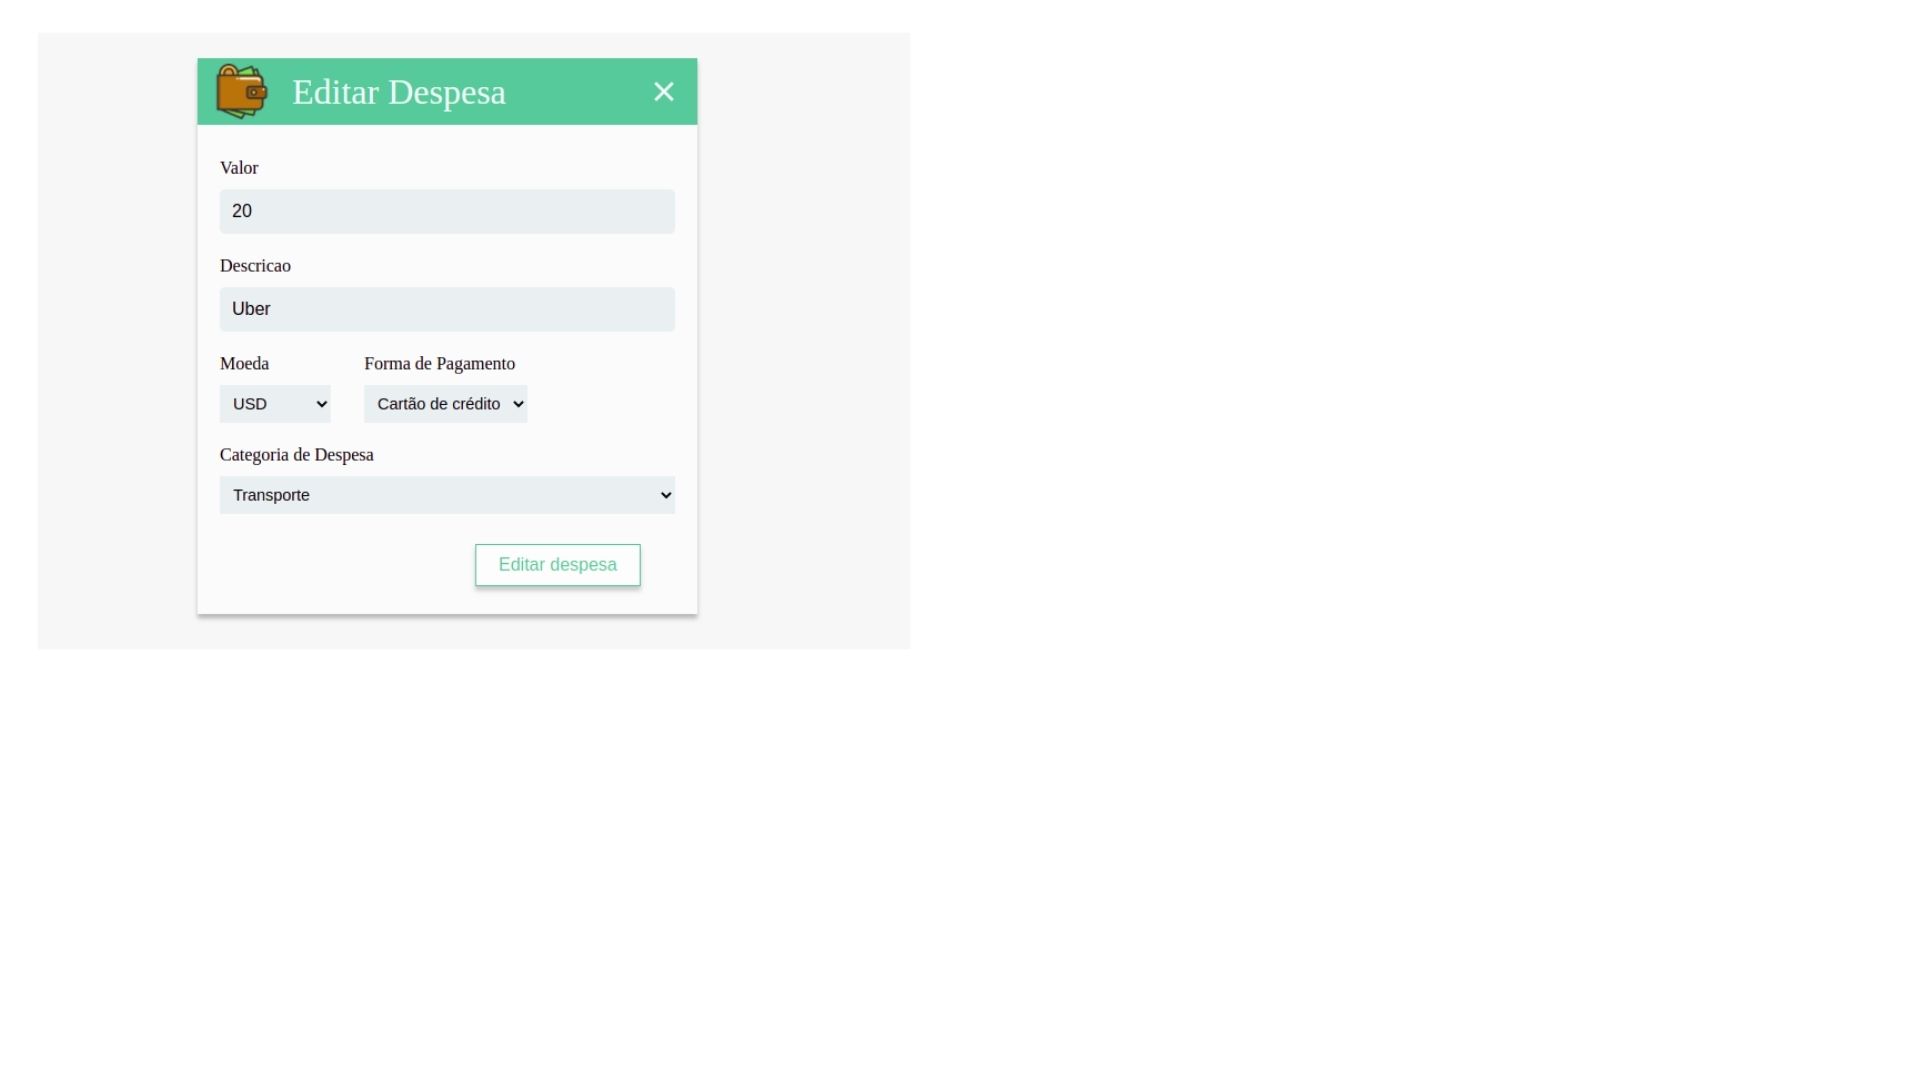 Editar Despesa
Valor
20
Descricao
Uber
Moeda Forma de Pagamento
USD Cartão de crédito
Categoria de Despesa
Transporte
Editar despesa